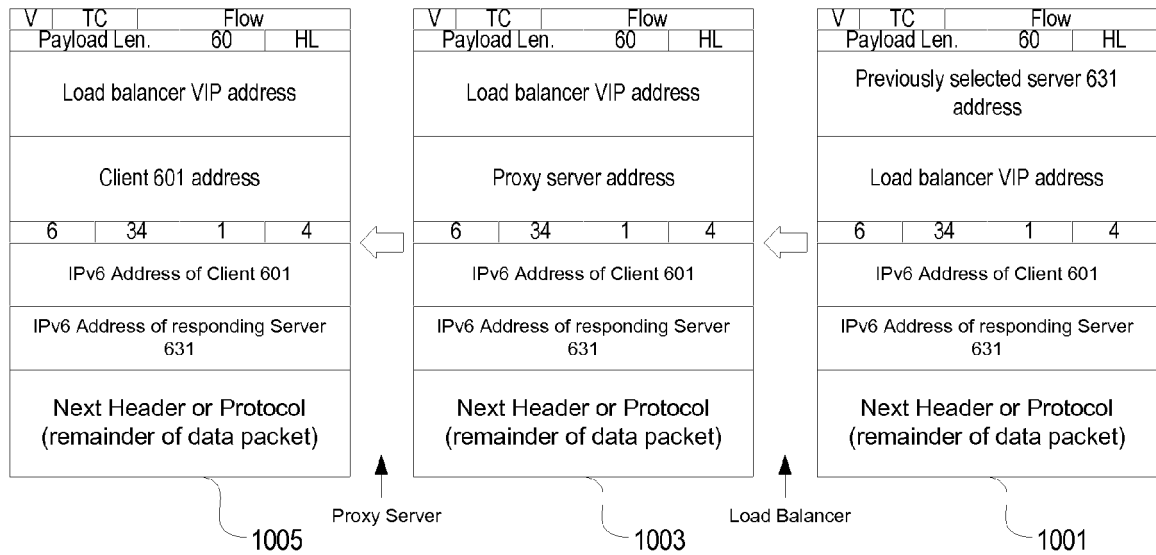 V TC Flow
Payload Len. 60 HL
Load balancer VIP address
Client 601 address
6 34 1 4
IPv6 Address of Client 601
IPv6 Address of responding Server
631
Next Header or Protocol
(remainder of data packet)
1005
Proxy Server
V TC Flow
Payload Len. 60 HL
Load balancer VIP address
Proxy server address
6 34 1 4
IPv6 Address of Client 601
IPv6 Address of responding Server
631
Next Header or Protocol
(remainder of data packet)
1003
Load Balancer
V TC Flow
Payload Len. 60 HL
Previously selected server 631
address
Load balancer VIP address
6 34 1 4
IPv6 Address of Client 601
IPv6 Address of responding Server
631
Next Header or Protocol
(remainder of data packet)
1001